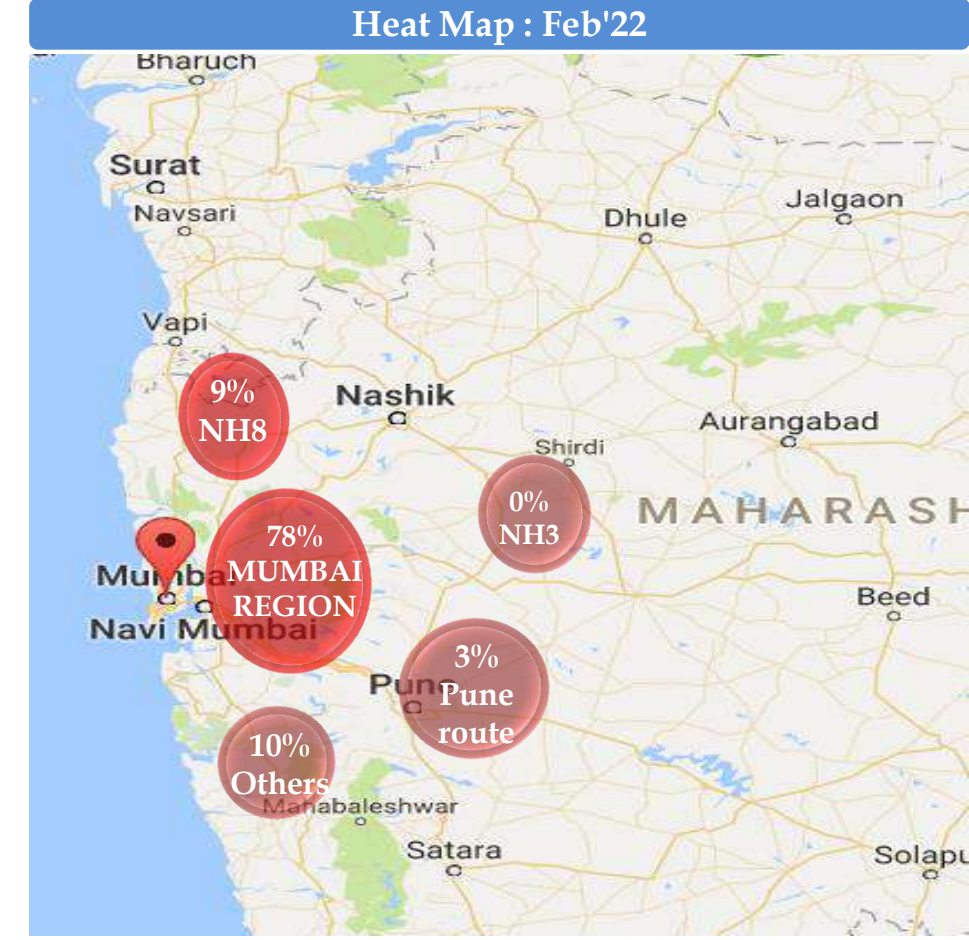 Heat Map : Feb'22
Bharuch
Surat
Navsari
Dhule
Jalgaon
Vapi
9%
NH8
Nashik
Aurangabad
Shirdi
0%
NH3
MAHARASH
78%
MUMBAI
REGION
Mumbai
Navi Mumbai
Beed
3%
Pune
route
Pune
10%
Others
Mahabaleshwar
Satara
Solapu